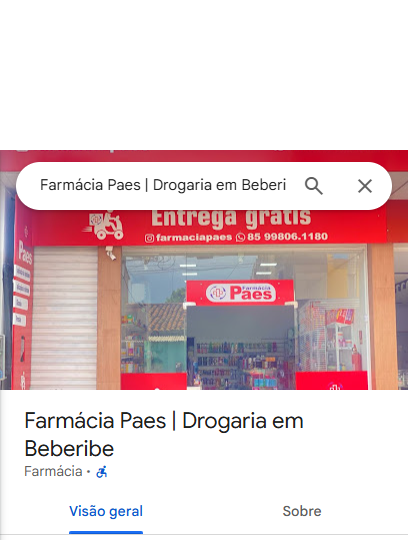 Farmácia Paes | Drogaria em Beberi
Entrega grátis
farmaciapaes 85 99806.1180
Paes
Farmácia
Paes
Farmácia Paes | Drogaria em
Beberibe
Farmácia •
Visão geral
Sobre